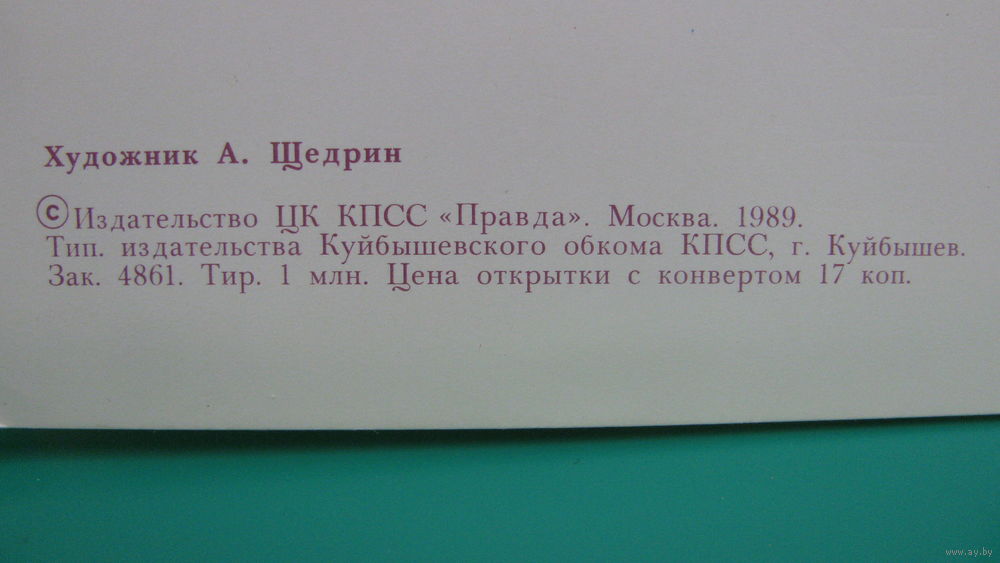 Художник А. Щедрин
© Издательство ЦК КПСС «Правда». Москва. 1989.
Тип. издательства Куйбышевского обкома КПСС, г. Куйбышев.
Зак. 4861. Тир. 1 млн. Цена открытки с конвертом 17 коп.
www.ay.by